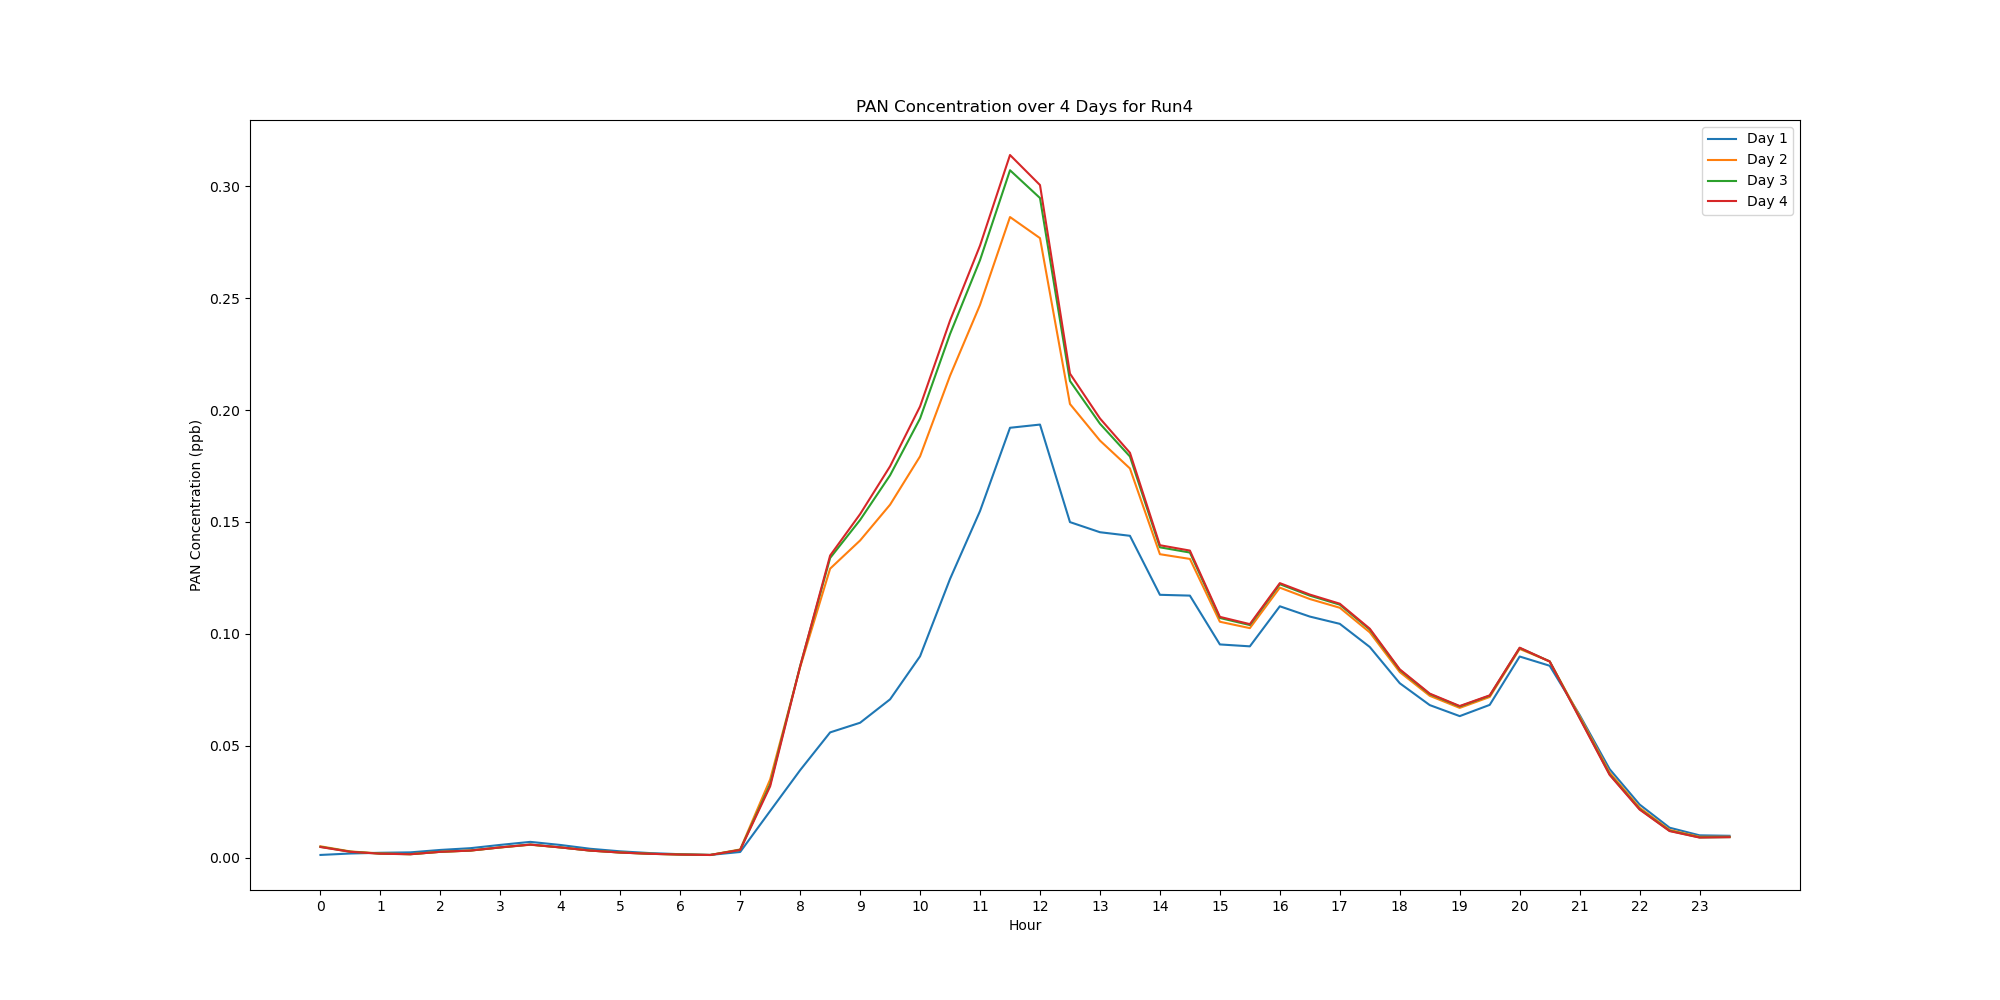 PAN Concentration over 4 Days for Run4
Day 1
Day 2
Day 3
Day 4
0.30
0.25
0.20
0.15
0.10
0.05
0.00
PAN Concentration (ppb)
0 1 2 3 4 5 6 7 8 9 10 11 12 13 14 15 16 17 18 19 20 21 22 23
Hour